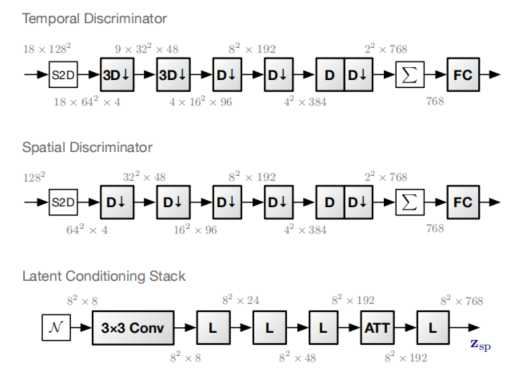 Temporal Discriminator
18 × 128² 9 × 32² × 48 8² × 192 2² × 768
S2D 3D↓ 3D↓ D↓ D↓ D D↓ ∑ FC
18 × 64² × 4 4 × 16² × 96 4² × 384 768
Spatial Discriminator
128² 32² × 48 8² × 192 2² × 768
S2D D↓ D↓ D↓ D↓ D D↓ ∑ FC
64² × 4 16² × 96 4² × 384 768
Latent Conditioning Stack
8² × 8 8² × 24 8² × 192 8² × 768
𝒩 3×3 Conv L L L ATT L z_sp
8² × 8 8² × 48 8² × 192